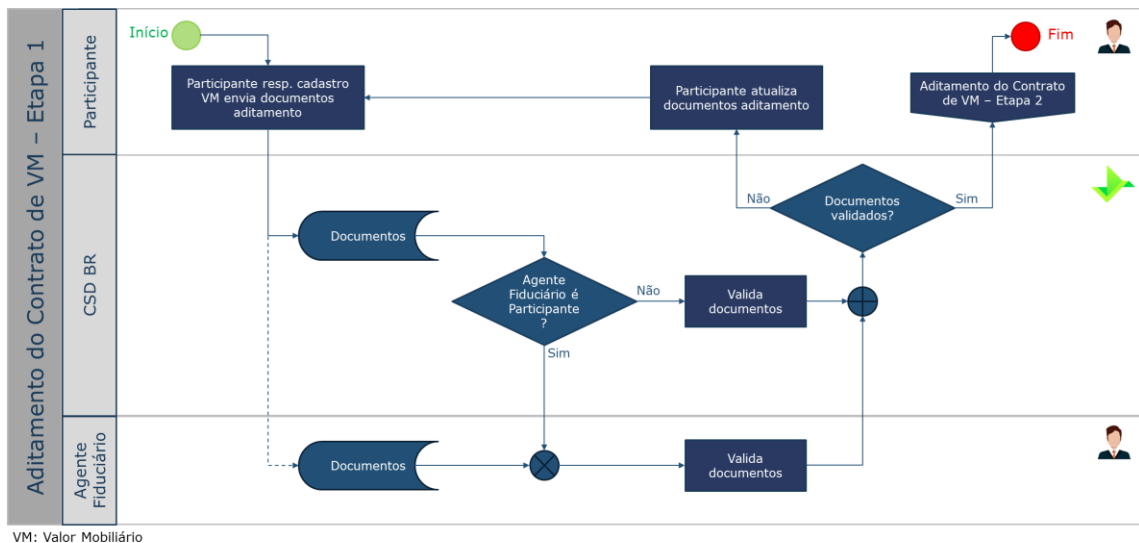 Aditamento do Contrato de VM – Etapa 1
Participante
Início
Fim
Participante resp. cadastro
VM envia documentos
aditamento
Participante atualiza
documentos aditamento
Aditamento do Contrato
de VM – Etapa 2
CSD BR
Documentos
Agente
Fiduciário é
Participante
?
Não
Sim
Valida
documentos
Documentos
validados?
Não
Sim
Agente
Fiduciário
Documentos
Valida
documentos
VM: Valor Mobiliário